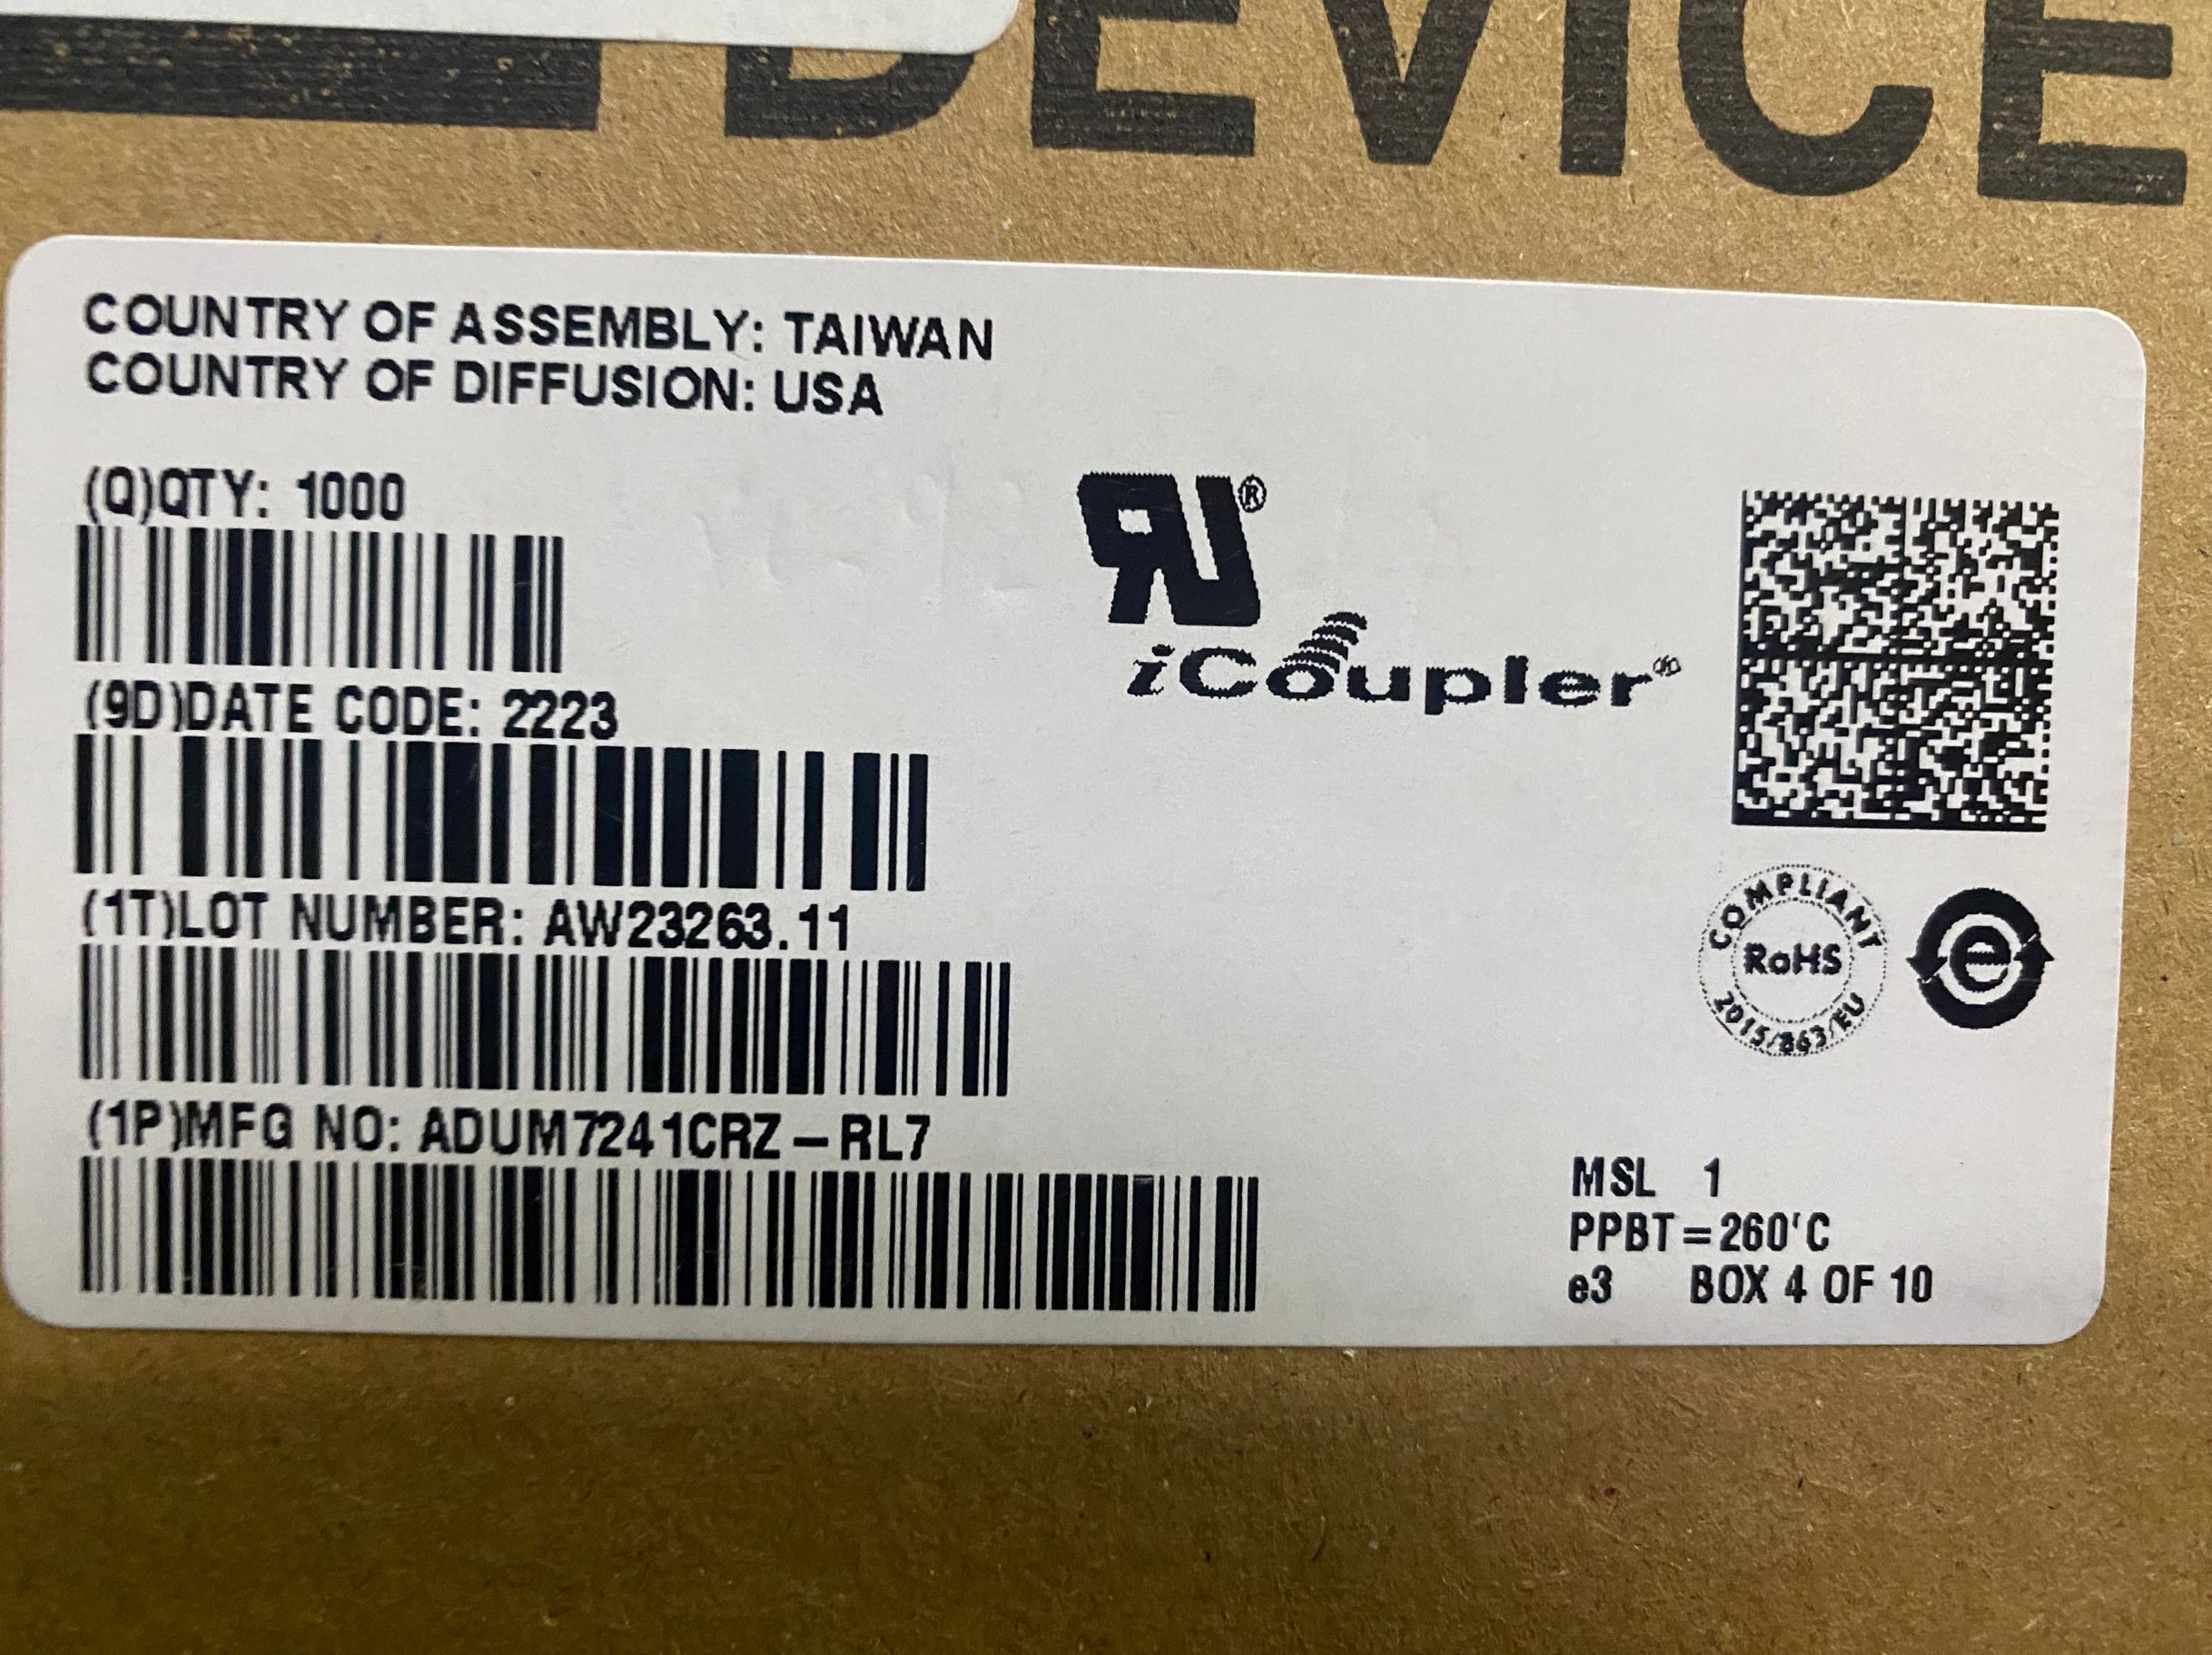 DEVICE
COUNTRY OF ASSEMBLY: TAIWAN
COUNTRY OF DIFFUSION: USA
(Q)QTY: 1000
(9D)DATE CODE: 2223
(1T)LOT NUMBER: AW23263.11
(1P)MFG NO: ADUM7241CRZ-RL7
RU®
iCoupler®
COMPLIANT
RoHS
2015/863/EU
e
MSL 1
PPBT=260'C
e3 BOX 4 OF 10